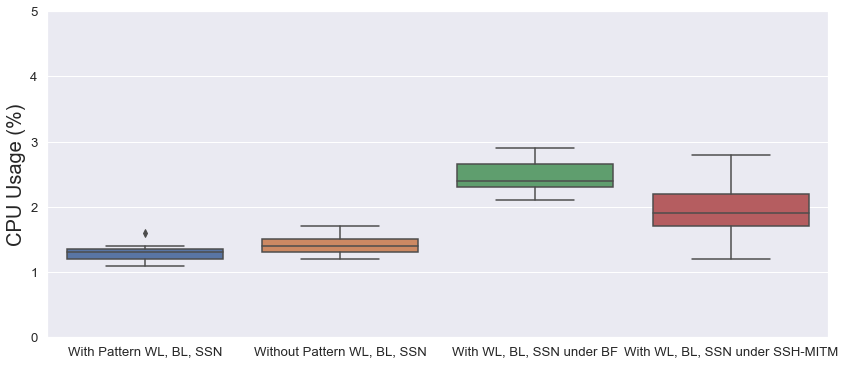 CPU Usage (%)
5
4
3
2
1
0
With Pattern WL, BL, SSN
Without Pattern WL, BL, SSN
With WL, BL, SSN under BF
With WL, BL, SSN under SSH-MITM